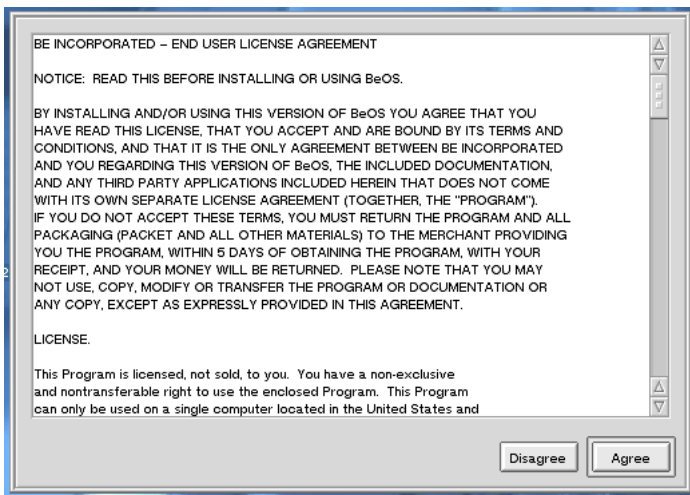 BE INCORPORATED – END USER LICENSE AGREEMENT
NOTICE:  READ THIS BEFORE INSTALLING OR USING BeOS.
BY INSTALLING AND/OR USING THIS VERSION OF BeOS YOU AGREE THAT YOU
HAVE READ THIS LICENSE, THAT YOU ACCEPT AND ARE BOUND BY ITS TERMS AND
CONDITIONS, AND THAT IT IS THE ONLY AGREEMENT BETWEEN BE INCORPORATED
AND YOU REGARDING THIS VERSION OF BeOS, THE INCLUDED DOCUMENTATION,
AND ANY THIRD PARTY APPLICATIONS INCLUDED HEREIN THAT DOES NOT COME
WITH ITS OWN SEPARATE LICENSE AGREEMENT (TOGETHER, THE "PROGRAM").
IF YOU DO NOT ACCEPT THESE TERMS, YOU MUST RETURN THE PROGRAM AND ALL
PACKAGING (PACKET AND ALL OTHER MATERIALS) TO THE MERCHANT PROVIDING
YOU THE PROGRAM, WITHIN 5 DAYS OF OBTAINING THE PROGRAM, WITH YOUR
RECEIPT, AND YOUR MONEY WILL BE RETURNED.  PLEASE NOTE THAT YOU MAY
NOT USE, COPY, MODIFY OR TRANSFER THE PROGRAM OR DOCUMENTATION OR
ANY COPY, EXCEPT AS EXPRESSLY PROVIDED IN THIS AGREEMENT.
LICENSE.
This Program is licensed, not sold, to you.  You have a non-exclusive
and nontransferable right to use the enclosed Program.  This Program
can only be used on a single computer located in the United States and
Disagree
Agree